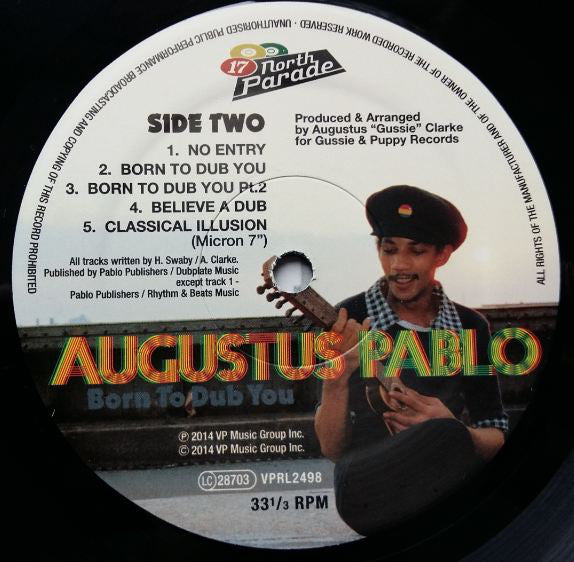 UNAUTHORISED PUBLIC PERFORMANCE BROADCASTING AND COPYING OF THIS RECORD PROHIBITED
ALL RIGHTS OF THE MANUFACTURER AND OF THE OWNER OF THE RECORDED WORK RESERVED ·
17 North
Parade
SIDE TWO
1. NO ENTRY
2. BORN TO DUB YOU
3. BORN TO DUB YOU Pt.2
4. BELIEVE A DUB
5. CLASSICAL ILLUSION
(Micron 7")
Produced & Arranged
by Augustus "Gussie" Clarke
for Gussie & Puppy Records
All tracks written by H. Swaby / A. Clarke.
Published by Pablo Publishers / Dubplate Music
except track 1 -
Pablo Publishers / Rhythm & Beats Music
AUGUSTUS PABLO
Born To Dub You
℗ 2014 VP Music Group Inc.
© 2014 VP Music Group Inc.
LC 28703 VPRL2498
33 1/3 RPM